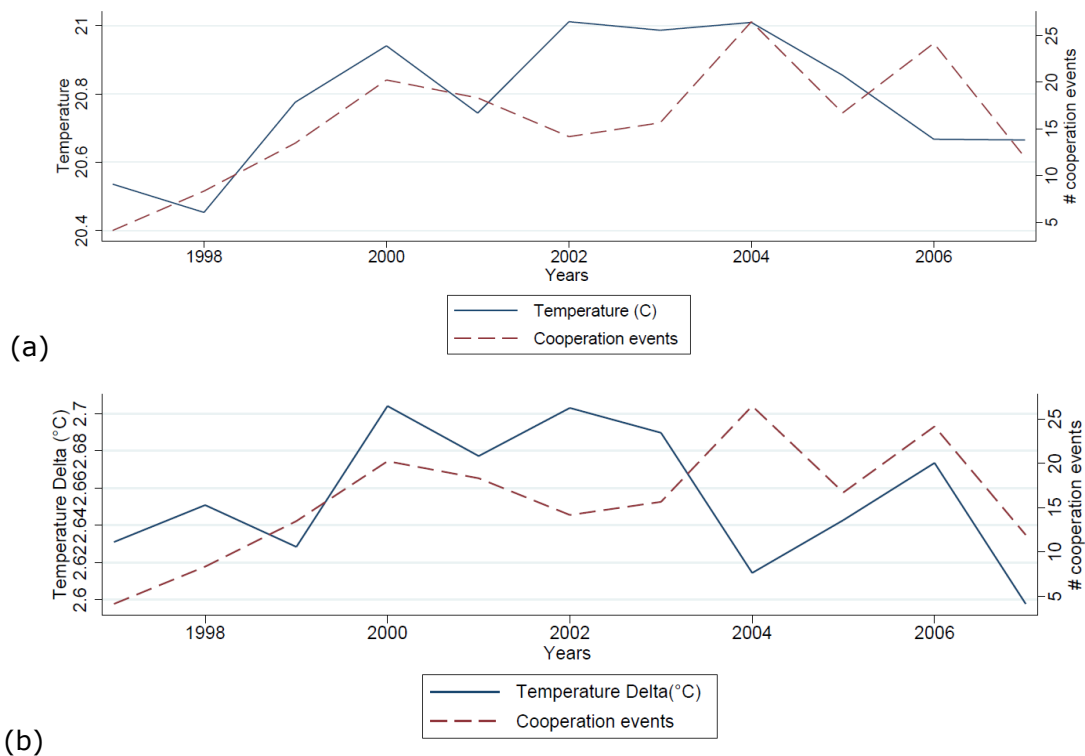 Temperature
20.4 20.6 20.8 21
5 10 15 20 25
# cooperation events
1998 2000 2002 2004 2006
Years
Temperature (C)
Cooperation events
(a)
Temperature Delta (°C)
2.6 2.62 2.64 2.66 2.68 2.7
5 10 15 20 25
# cooperation events
1998 2000 2002 2004 2006
Years
Temperature Delta(°C)
Cooperation events
(b)